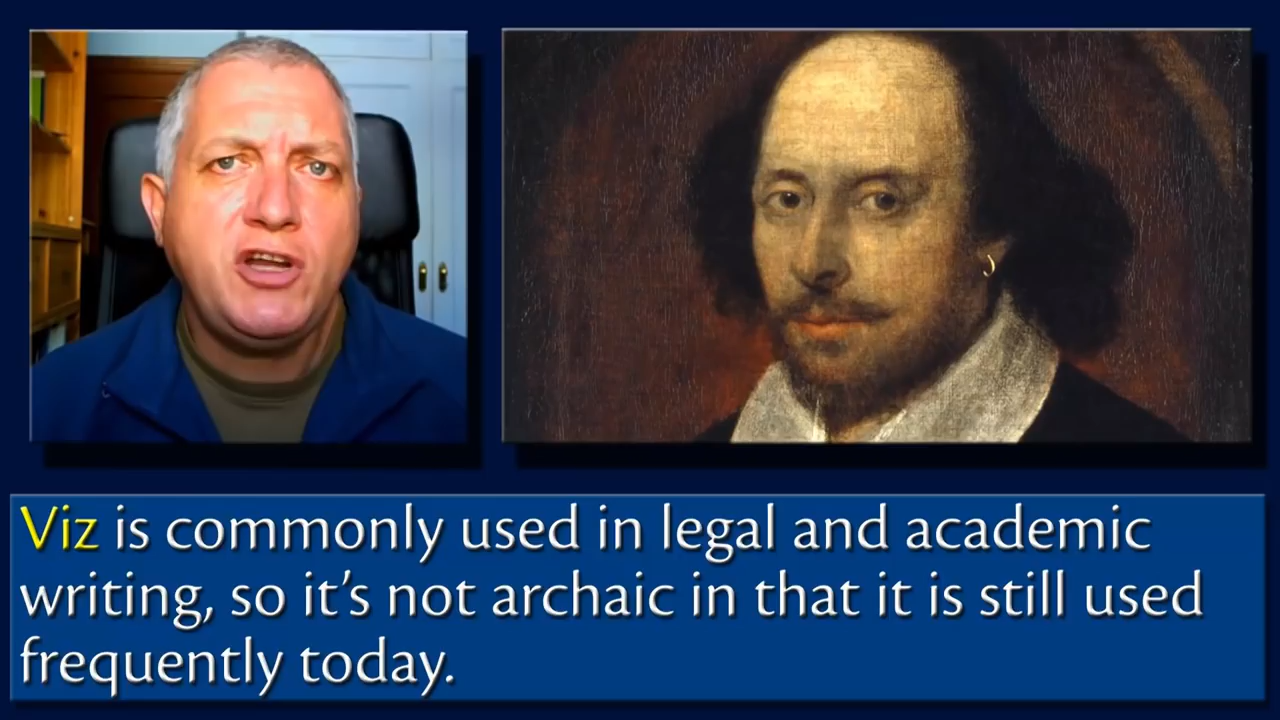 Viz is commonly used in legal and academic
writing, so it’s not archaic in that it is still used
frequently today.